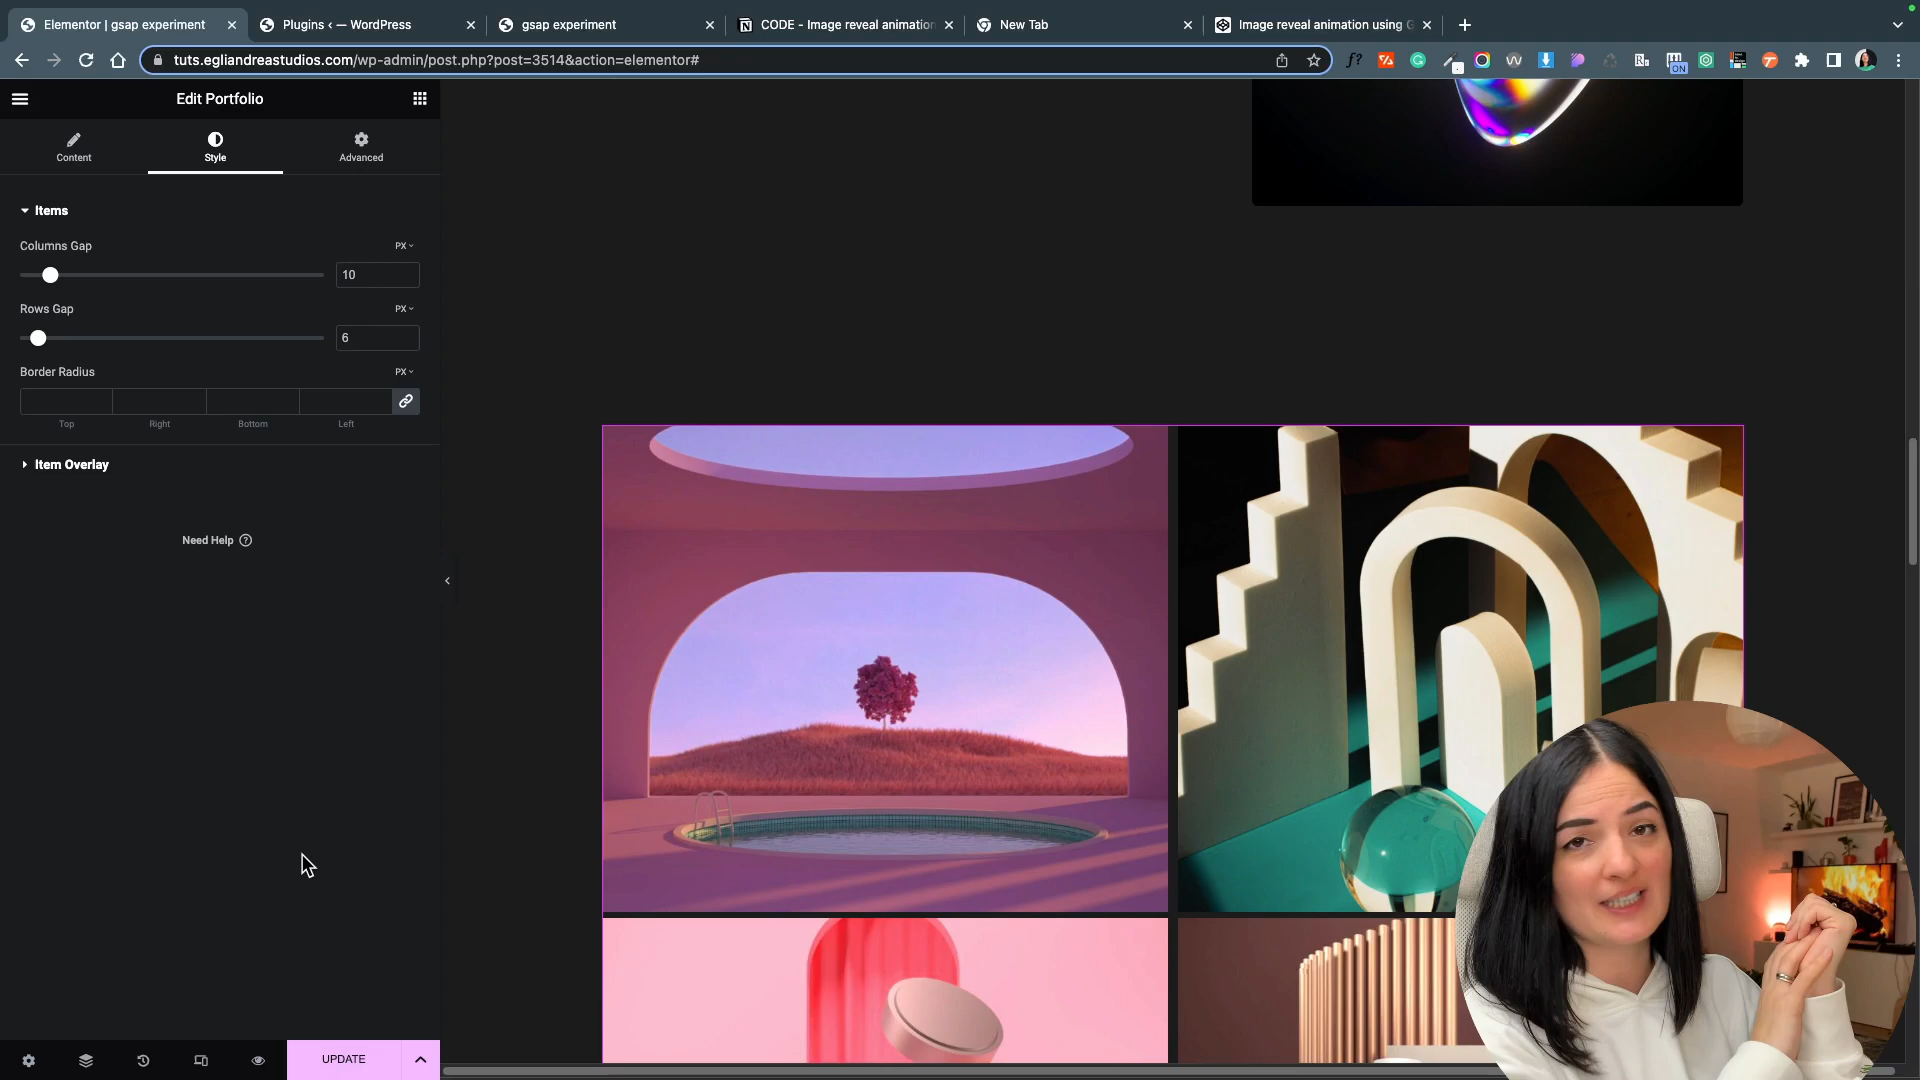 Elementor | gsap experiment
Plugins ‹ — WordPress
gsap experiment
CODE - Image reveal animation
New Tab
Image reveal animation using G
tuts.egliandreastudios.com/wp-admin/post.php?post=3514&action=elementor#
ON
Edit Portfolio
Content
Style
Advanced
Items
Columns Gap
PX
10
Rows Gap
PX
6
Border Radius
PX
Top
Right
Bottom
Left
Item Overlay
Need Help
UPDATE